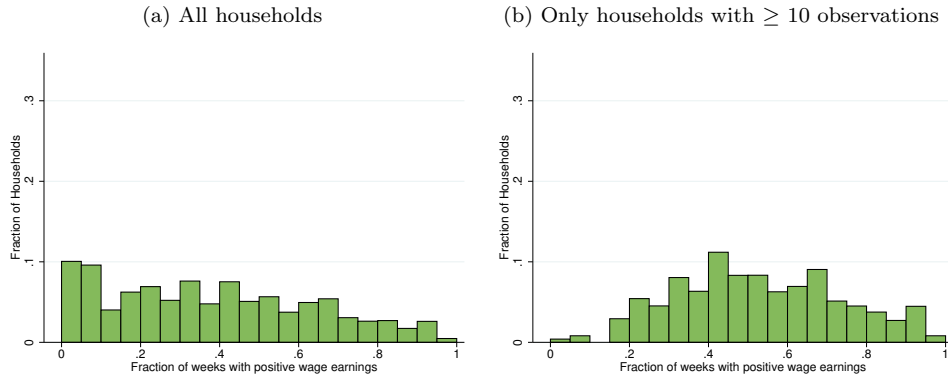 (a) All households
(b) Only households with ≥ 10 observations
Fraction of Households
.3
.2
.1
0
0 .2 .4 .6 .8 1
Fraction of weeks with positive wage earnings
Fraction of Households
.3
.2
.1
0
0 .2 .4 .6 .8 1
Fraction of weeks with positive wage earnings